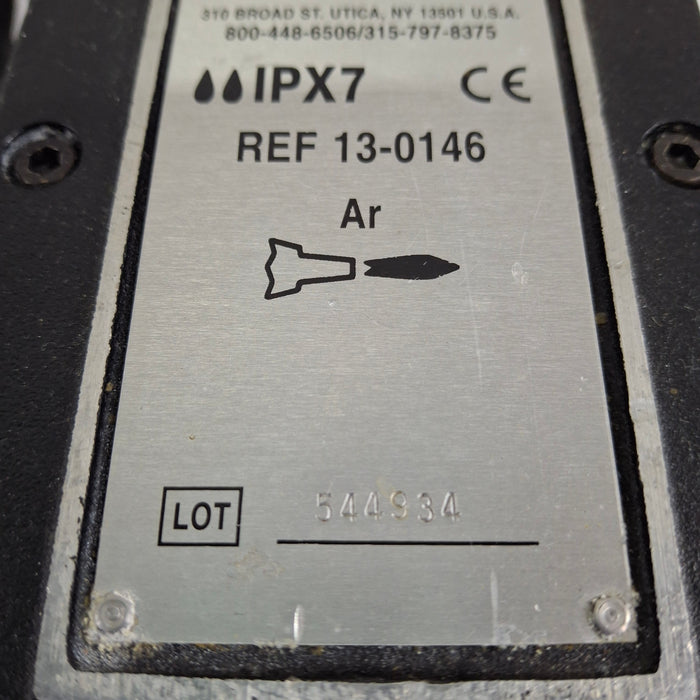 310 BROAD ST. UTICA, NY 13501 U.S.A.
800-448-6506/315-797-8375
IPX7 CE
REF 13-0146
Ar
LOT 544934